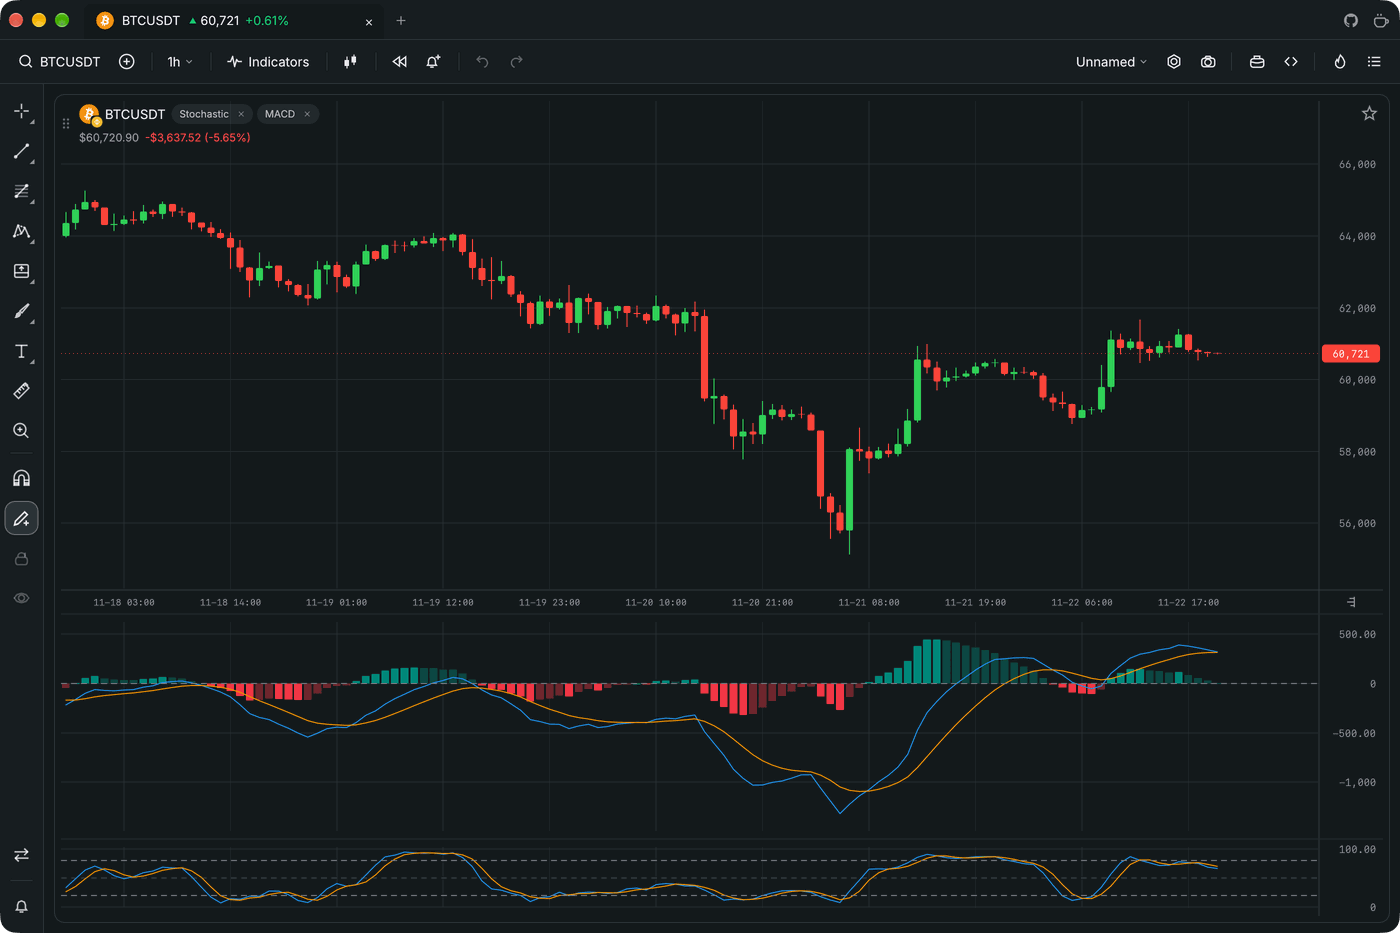 BTCUSDT ▲ 60,721 +0.61% × +
BTCUSDT 1h Indicators Unnamed
BTCUSDT Stochastic × MACD ×
$60,720.90 -$3,637.52 (-5.65%)
66,000
64,000
62,000
60,721
60,000
58,000
56,000
11-18 03:00 11-18 14:00 11-19 01:00 11-19 12:00 11-19 23:00 11-20 10:00 11-20 21:00 11-21 08:00 11-21 19:00 11-22 06:00 11-22 17:00
500.00
0
-500.00
-1,000
100.00
0